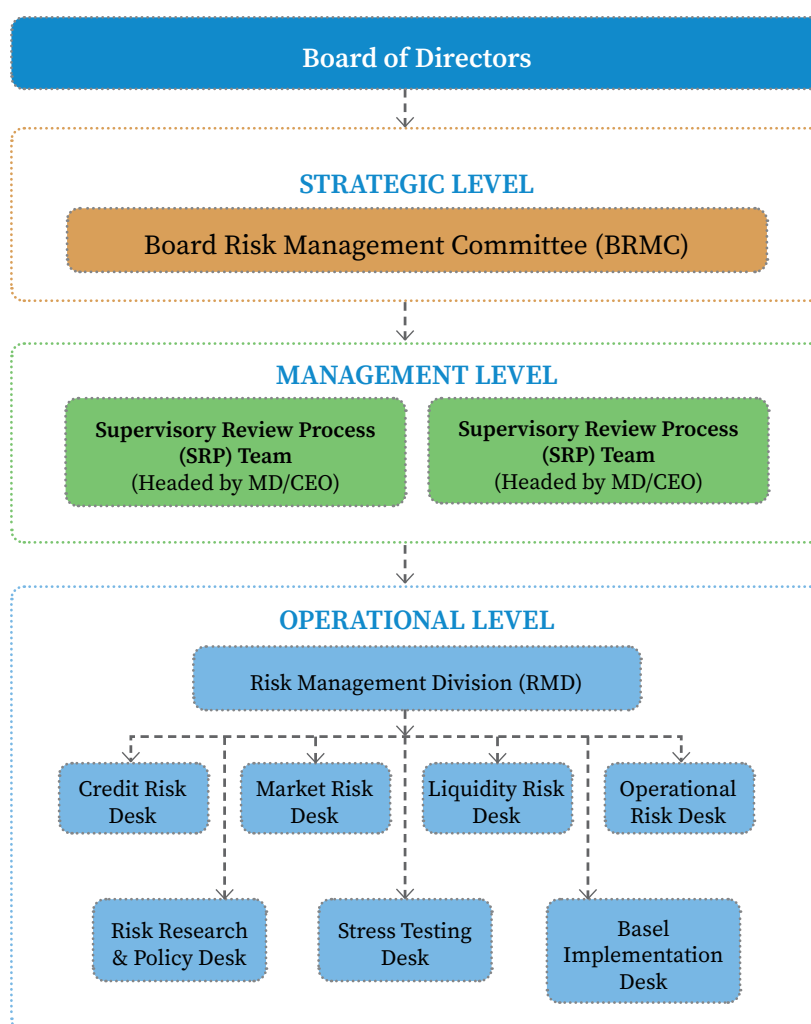 Board of Directors
STRATEGIC LEVEL
Board Risk Management Committee (BRMC)
MANAGEMENT LEVEL
Supervisory Review Process
(SRP) Team
(Headed by MD/CEO)
Supervisory Review Process
(SRP) Team
(Headed by MD/CEO)
OPERATIONAL LEVEL
Risk Management Division (RMD)
Credit Risk
Desk
Market Risk
Desk
Liquidity Risk
Desk
Operational
Risk Desk
Risk Research
& Policy Desk
Stress Testing
Desk
Basel
Implementation
Desk